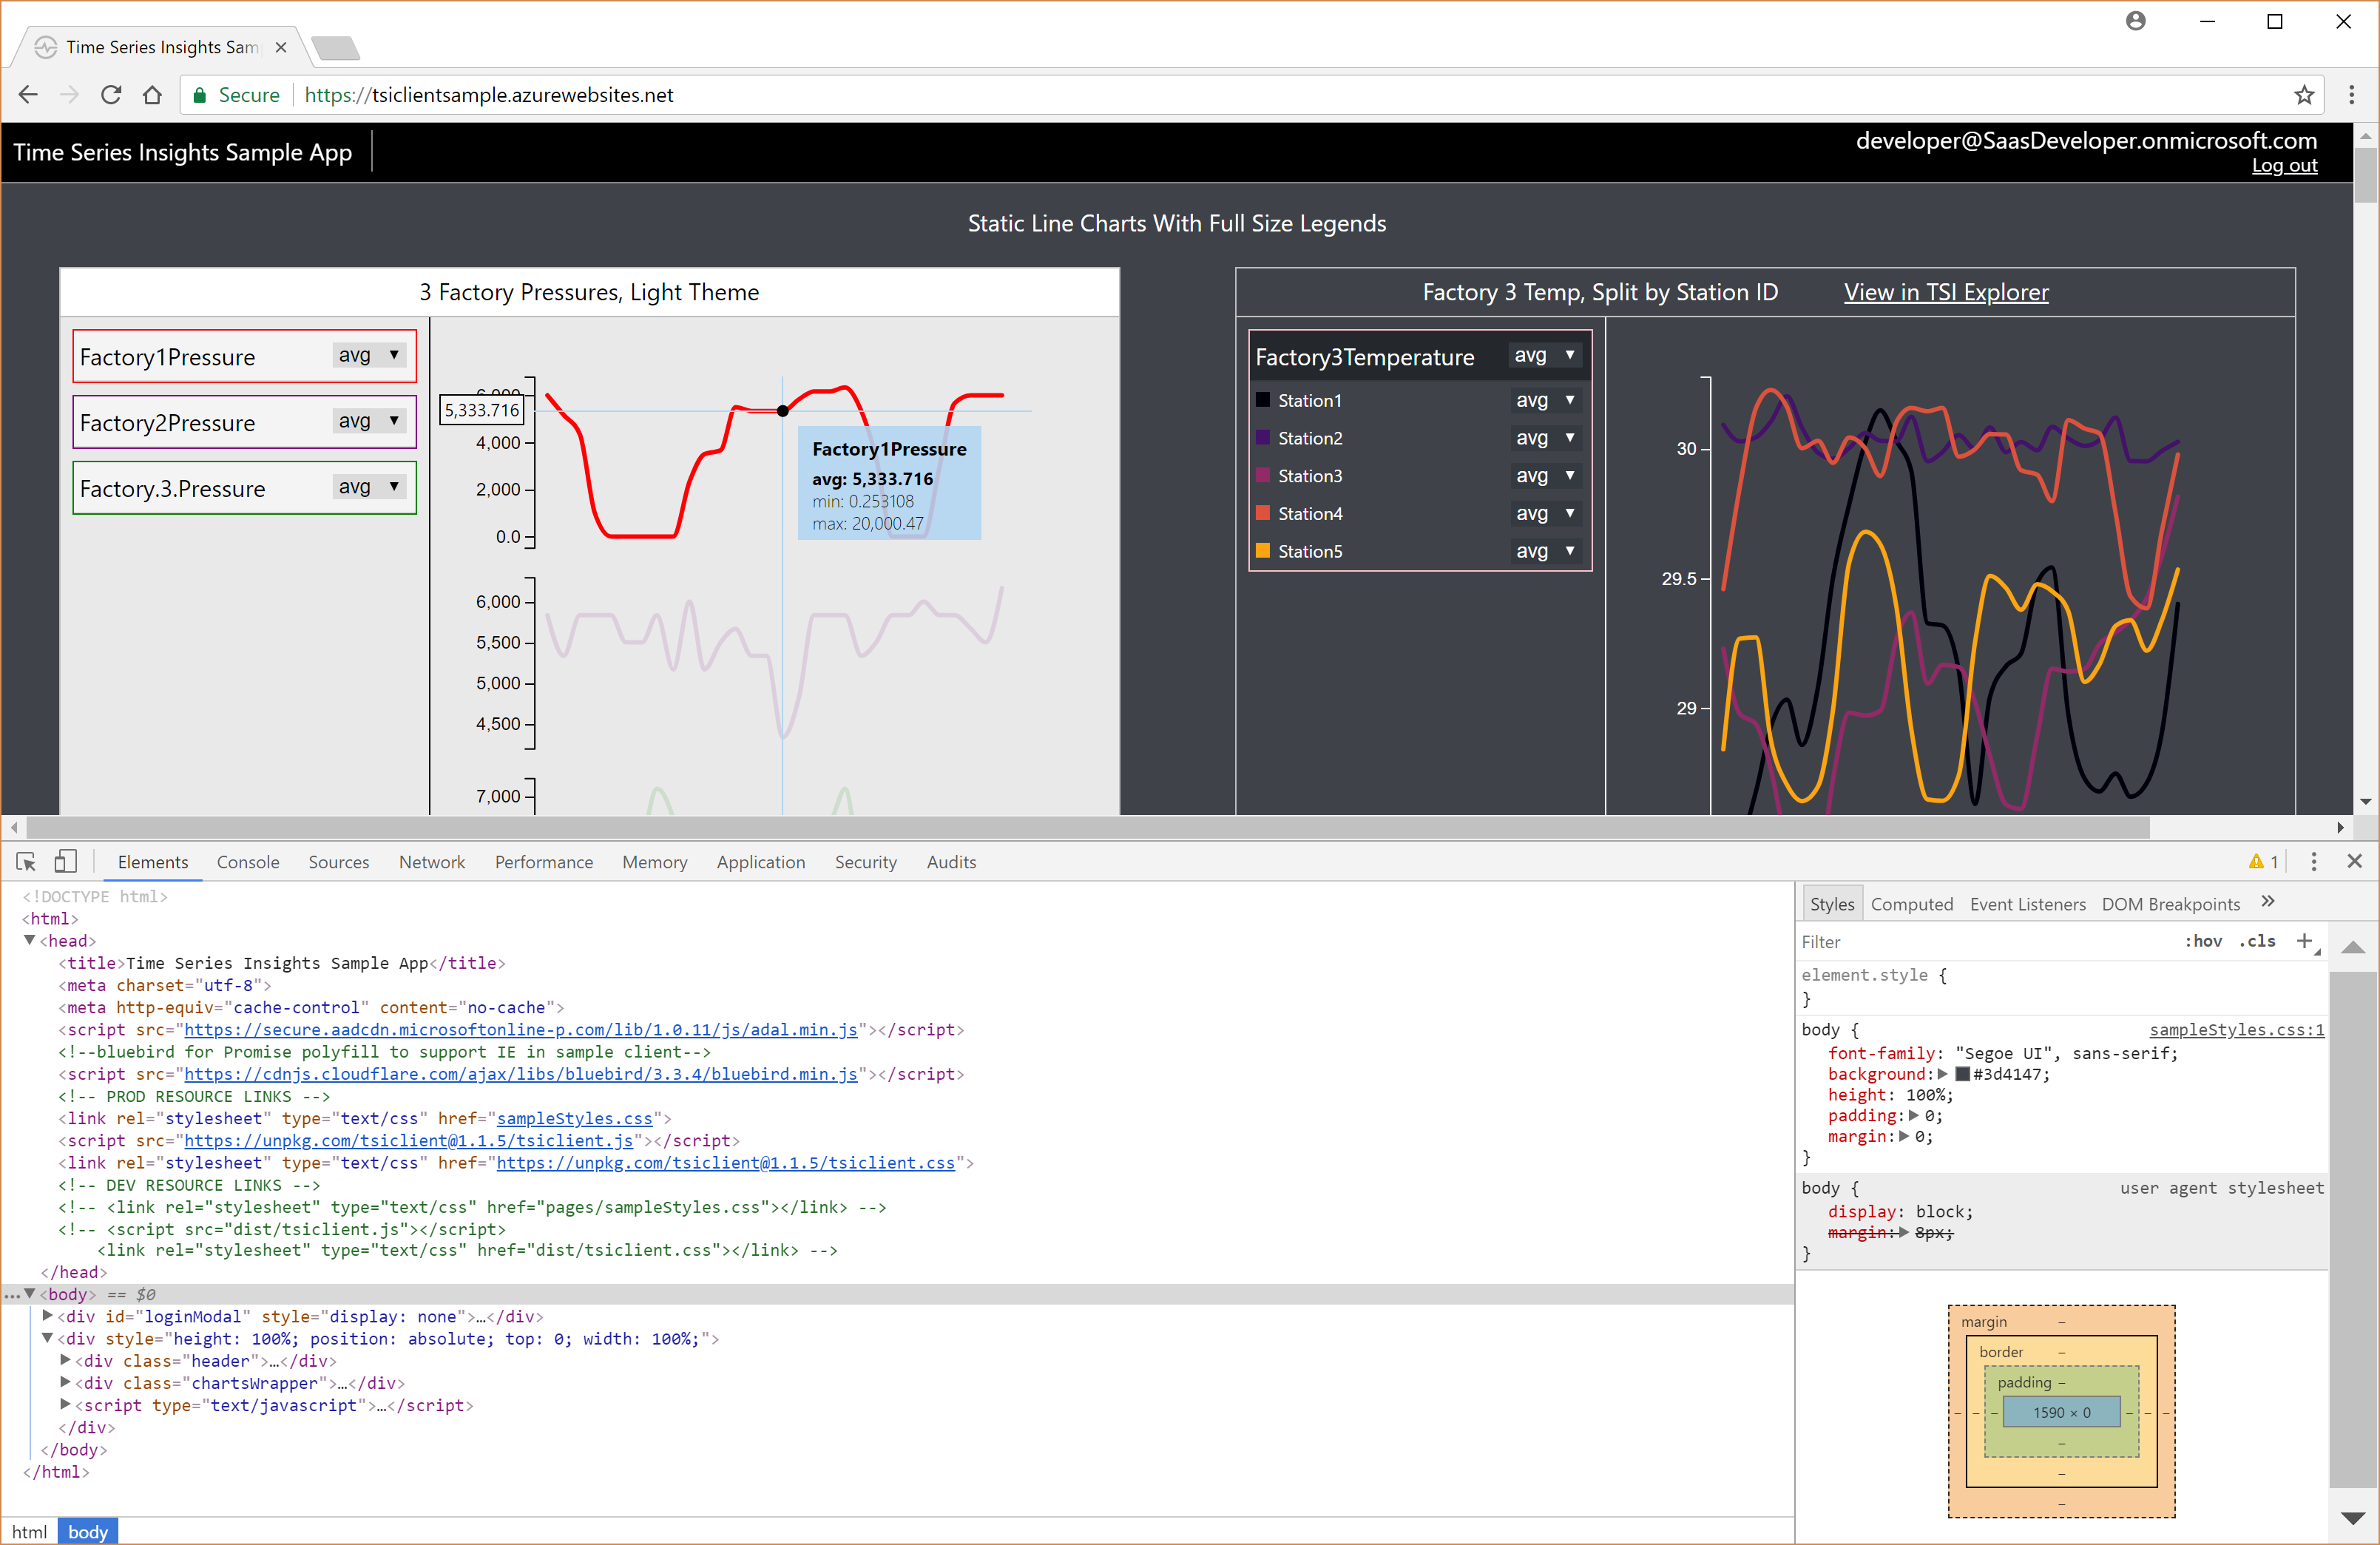 Time Series Insights Sam
Secure
https://tsiclientsample.azurewebsites.net
Time Series Insights Sample App
developer@SaasDeveloper.onmicrosoft.com
Log out
Static Line Charts With Full Size Legends
3 Factory Pressures, Light Theme
Factory1Pressure avg
Factory2Pressure avg
Factory.3.Pressure avg
6,000
5,333.716
4,000
2,000
0.0
Factory1Pressure
avg: 5,333.716
min: 0.253108
max: 20,000.47
6,000
5,500
5,000
4,500
7,000
Factory 3 Temp, Split by Station ID View in TSI Explorer
Factory3Temperature avg
Station1 avg
Station2 avg
Station3 avg
Station4 avg
Station5 avg
30
29.5
29
Elements Console Sources Network Performance Memory Application Security Audits
1
<!DOCTYPE html>
<html>
<head>
<title>Time Series Insights Sample App</title>
<meta charset="utf-8">
<meta http-equiv="cache-control" content="no-cache">
<script src="https://secure.aadcdn.microsoftonline-p.com/lib/1.0.11/js/adal.min.js"></script>
<!--bluebird for Promise polyfill to support IE in sample client-->
<script src="https://cdnjs.cloudflare.com/ajax/libs/bluebird/3.3.4/bluebird.min.js"></script>
<!-- PROD RESOURCE LINKS -->
<link rel="stylesheet" type="text/css" href="sampleStyles.css">
<script src="https://unpkg.com/tsiclient@1.1.5/tsiclient.js"></script>
<link rel="stylesheet" type="text/css" href="https://unpkg.com/tsiclient@1.1.5/tsiclient.css">
<!-- DEV RESOURCE LINKS -->
<!-- <link rel="stylesheet" type="text/css" href="pages/sampleStyles.css"></link> -->
<!-- <script src="dist/tsiclient.js"></script>
<link rel="stylesheet" type="text/css" href="dist/tsiclient.css"></link> -->
</head>
…<body> == $0
<div id="loginModal" style="display: none">…</div>
<div style="height: 100%; position: absolute; top: 0; width: 100%;">
<div class="header">…</div>
<div class="chartsWrapper">…</div>
<script type="text/javascript">…</script>
</div>
</body>
</html>
html body
Styles Computed Event Listeners DOM Breakpoints »
Filter :hov .cls +
element.style {
}
body { sampleStyles.css:1
font-family: "Segoe UI", sans-serif;
background: #3d4147;
height: 100%;
padding: 0;
margin: 0;
}
body { user agent stylesheet
display: block;
margin: 8px;
}
margin –
border –
padding –
– – – 1590 × 0 – – –
–
–
–